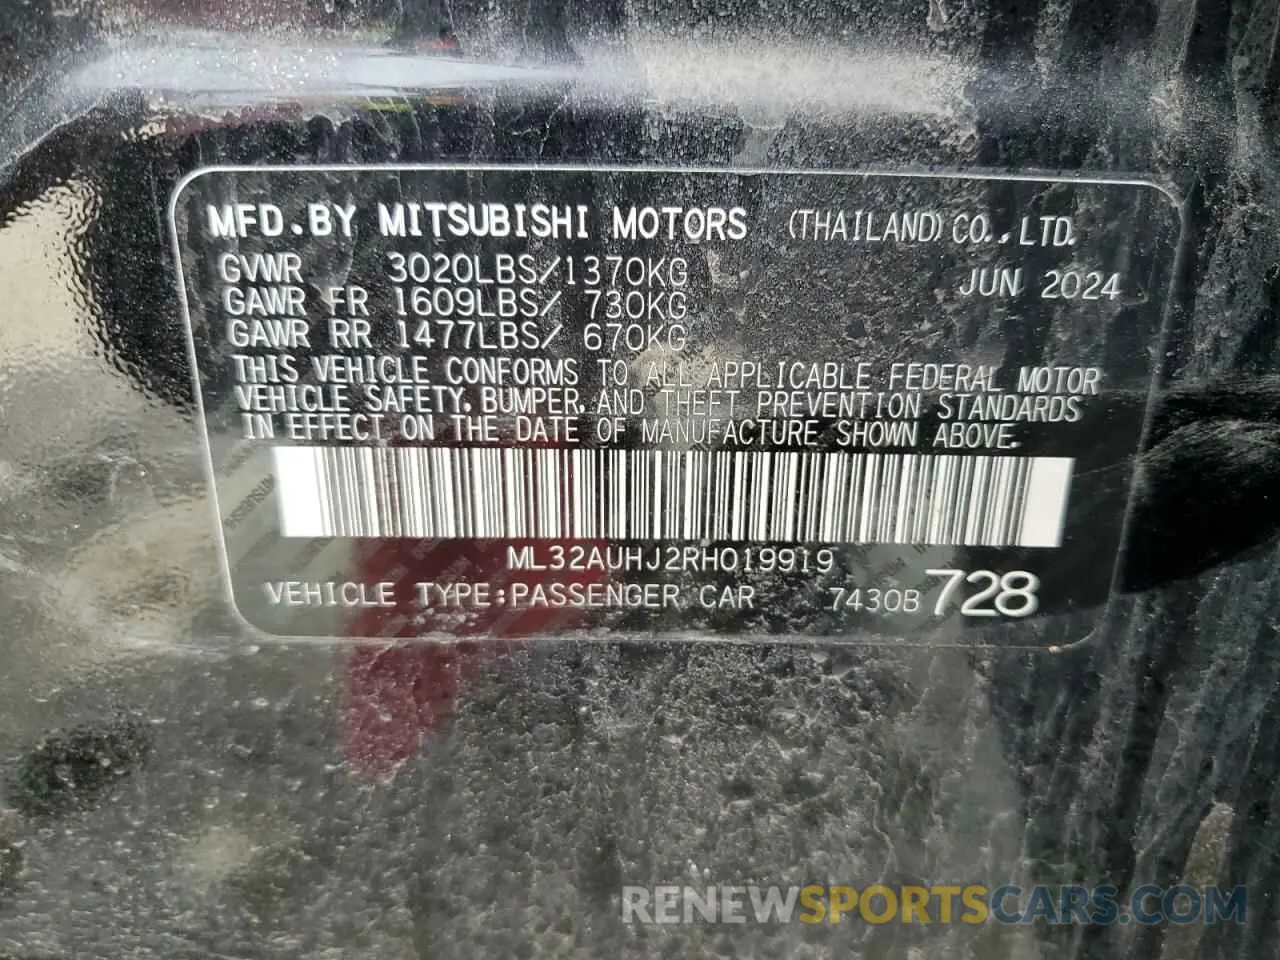 MFD.BY MITSUBISHI MOTORS (THAILAND) CO., LTD.
GVWR 3020LBS/1370KG JUN 2024
GAWR FR 1609LBS/ 730KG
GAWR RR 1477LBS/ 670KG
THIS VEHICLE CONFORMS TO ALL APPLICABLE FEDERAL MOTOR
VEHICLE SAFETY, BUMPER, AND THEFT PREVENTION STANDARDS
IN EFFECT ON THE DATE OF MANUFACTURE SHOWN ABOVE.
ML32AUHJ2RH019919
VEHICLE TYPE:PASSENGER CAR 7430B 728
RENEWSPORTSCARS.COM